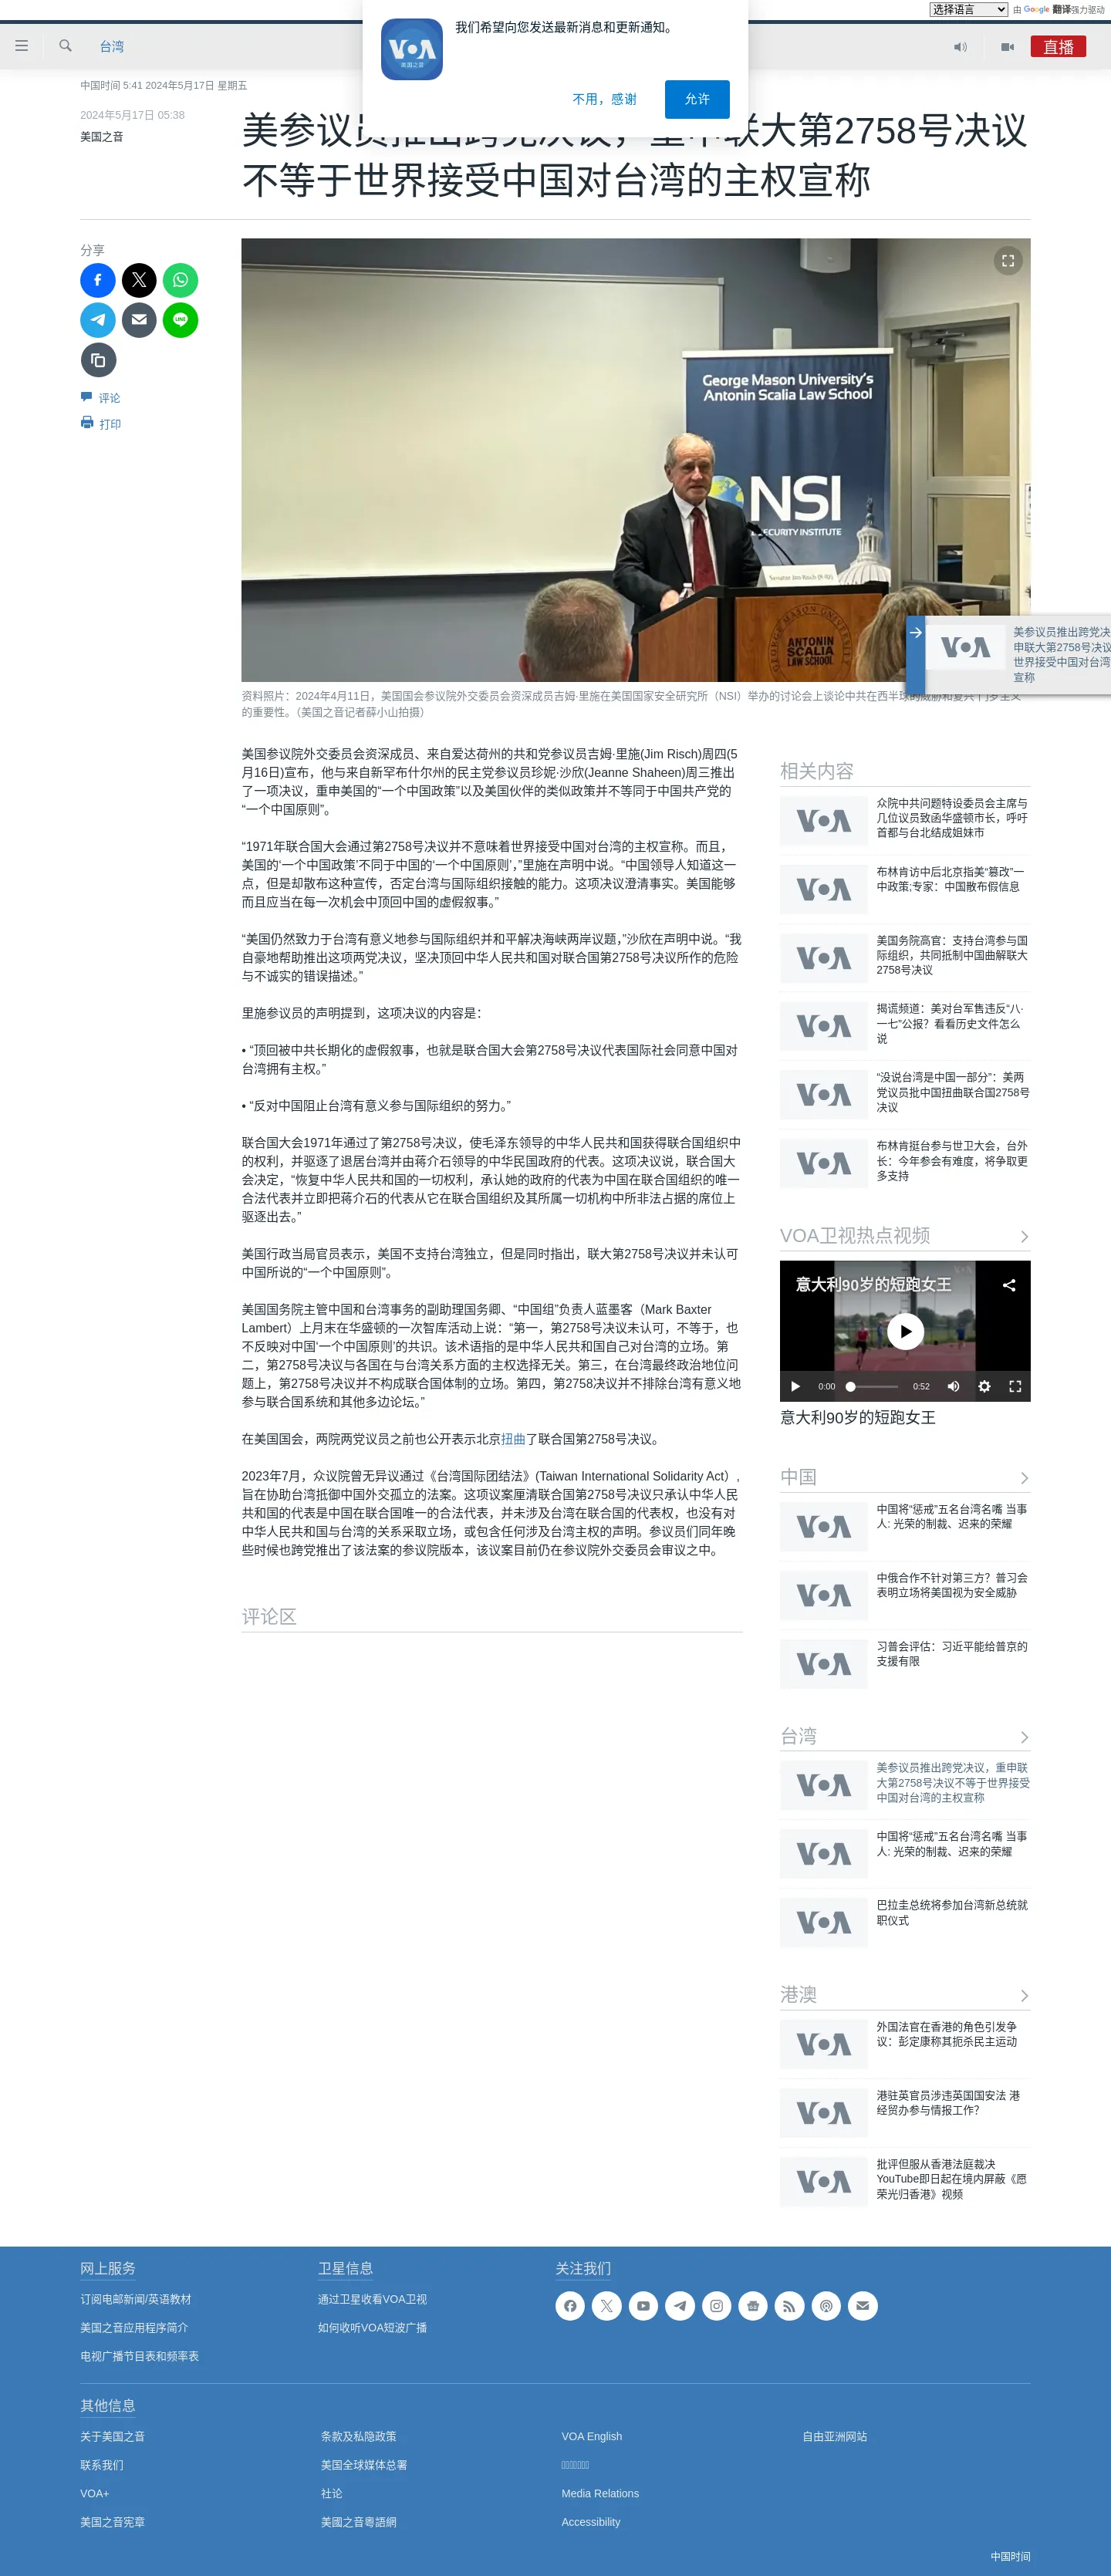 选择语言 由 Google 翻译强力驱动
我们希望向您发送最新消息和更新通知。
VOA
美国之音
不用，感谢
允许
台湾
直播
中国时间 5:41 2024年5月17日 星期五
2024年5月17日 05:38
美国之音
美参议员推出跨党决议，重申联大第2758号决议
不等于世界接受中国对台湾的主权宣称
分享
LINE
评论
打印
George Mason University's
Antonin Scalia Law School
NSI
SECURITY INSTITUTE
Senator Jim Risch (R-ID)
GEORGE MASON UNIVERSITY
ANTONIN
SCALIA
LAW SCHOOL
VOA
美参议员推出跨党决
申联大第2758号决议
世界接受中国对台湾
宣称
资料照片：2024年4月11日，美国国会参议院外交委员会资深成员吉姆·里施在美国国家安全研究所（NSI）举办的讨论会上谈论中共在西半球的威胁和复兴门罗主义
的重要性。（美国之音记者薛小山拍摄）
美国参议院外交委员会资深成员、来自爱达荷州的共和党参议员吉姆·里施(Jim Risch)周四(5
月16日)宣布，他与来自新罕布什尔州的民主党参议员珍妮·沙欣(Jeanne Shaheen)周三推出
了一项决议，重申美国的“一个中国政策”以及美国伙伴的类似政策并不等同于中国共产党的
“一个中国原则”。
“1971年联合国大会通过第2758号决议并不意味着世界接受中国对台湾的主权宣称。而且，
美国的‘一个中国政策’不同于中国的‘一个中国原则’，”里施在声明中说。“中国领导人知道这一
点，但是却散布这种宣传，否定台湾与国际组织接触的能力。这项决议澄清事实。美国能够
而且应当在每一次机会中顶回中国的虚假叙事。”
“美国仍然致力于台湾有意义地参与国际组织并和平解决海峡两岸议题，”沙欣在声明中说。“我
自豪地帮助推出这项两党决议，坚决顶回中华人民共和国对联合国第2758号决议所作的危险
与不诚实的错误描述。”
里施参议员的声明提到，这项决议的内容是：
• “顶回被中共长期化的虚假叙事，也就是联合国大会第2758号决议代表国际社会同意中国对
台湾拥有主权。”
• “反对中国阻止台湾有意义参与国际组织的努力。”
联合国大会1971年通过了第2758号决议，使毛泽东领导的中华人民共和国获得联合国组织中
的权利，并驱逐了退居台湾并由蒋介石领导的中华民国政府的代表。这项决议说，联合国大
会决定，“恢复中华人民共和国的一切权利，承认她的政府的代表为中国在联合国组织的唯一
合法代表并立即把蒋介石的代表从它在联合国组织及其所属一切机构中所非法占据的席位上
驱逐出去。”
美国行政当局官员表示，美国不支持台湾独立，但是同时指出，联大第2758号决议并未认可
中国所说的“一个中国原则”。
美国国务院主管中国和台湾事务的副助理国务卿、“中国组”负责人蓝墨客（Mark Baxter
Lambert）上月末在华盛顿的一次智库活动上说：“第一，第2758号决议未认可，不等于，也
不反映对中国‘一个中国原则’的共识。该术语指的是中华人民共和国自己对台湾的立场。第
二，第2758号决议与各国在与台湾关系方面的主权选择无关。第三，在台湾最终政治地位问
题上，第2758号决议并不构成联合国体制的立场。第四，第2758决议并不排除台湾有意义地
参与联合国系统和其他多边论坛。”
在美国国会，两院两党议员之前也公开表示北京扭曲了联合国第2758号决议。
2023年7月，众议院曾无异议通过《台湾国际团结法》(Taiwan International Solidarity Act）,
旨在协助台湾抵御中国外交孤立的法案。这项议案厘清联合国第2758号决议只承认中华人民
共和国的代表是中国在联合国唯一的合法代表，并未涉及台湾在联合国的代表权，也没有对
中华人民共和国与台湾的关系采取立场，或包含任何涉及台湾主权的声明。参议员们同年晚
些时候也跨党推出了该法案的参议院版本，该议案目前仍在参议院外交委员会审议之中。
评论区
相关内容
VOA
众院中共问题特设委员会主席与
几位议员致函华盛顿市长，呼吁
首都与台北结成姐妹市
VOA
布林肯访中后北京指美“篡改”一
中政策;专家：中国散布假信息
VOA
美国务院高官：支持台湾参与国
际组织，共同抵制中国曲解联大
2758号决议
VOA
揭谎频道：美对台军售违反“八·
一七”公报？看看历史文件怎么
说
VOA
“没说台湾是中国一部分”：美两
党议员批中国扭曲联合国2758号
决议
VOA
布林肯挺台参与世卫大会，台外
长：今年参会有难度，将争取更
多支持
VOA卫视热点视频
意大利90岁的短跑女王
VOA
0:00
0:52
意大利90岁的短跑女王
中国
VOA
中国将“惩戒”五名台湾名嘴 当事
人: 光荣的制裁、迟来的荣耀
VOA
中俄合作不针对第三方？普习会
表明立场将美国视为安全威胁
VOA
习普会评估：习近平能给普京的
支援有限
台湾
VOA
美参议员推出跨党决议，重申联
大第2758号决议不等于世界接受
中国对台湾的主权宣称
VOA
中国将“惩戒”五名台湾名嘴 当事
人: 光荣的制裁、迟来的荣耀
VOA
巴拉圭总统将参加台湾新总统就
职仪式
港澳
VOA
外国法官在香港的角色引发争
议：彭定康称其扼杀民主运动
VOA
港驻英官员涉违英国国安法 港
经贸办参与情报工作？
VOA
批评但服从香港法庭裁决
YouTube即日起在境内屏蔽《愿
荣光归香港》视频
网上服务
订阅电邮新闻/英语教材
美国之音应用程序简介
电视广播节目表和频率表
卫星信息
通过卫星收看VOA卫视
如何收听VOA短波广播
关注我们
其他信息
关于美国之音
联系我们
VOA+
美国之音宪章
条款及私隐政策
美国全球媒体总署
社论
美國之音粵語網
VOA English
Media Relations
Accessibility
自由亚洲网站
中国时间